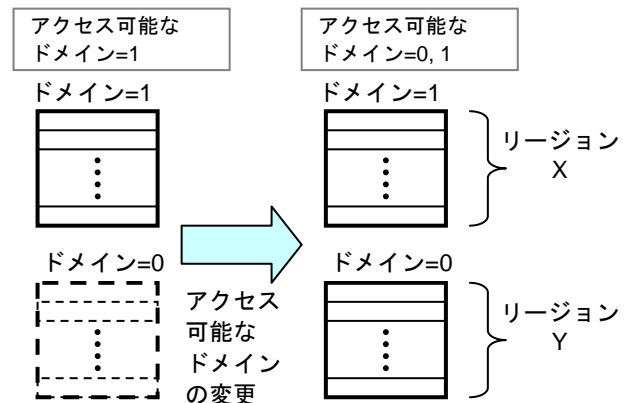 アクセス可能な
ドメイン=1
アクセス可能な
ドメイン=0, 1
ドメイン=1
ドメイン=1
リージョン
X
ドメイン=0
アクセス
可能な
ドメイン
の変更
ドメイン=0
リージョン
Y